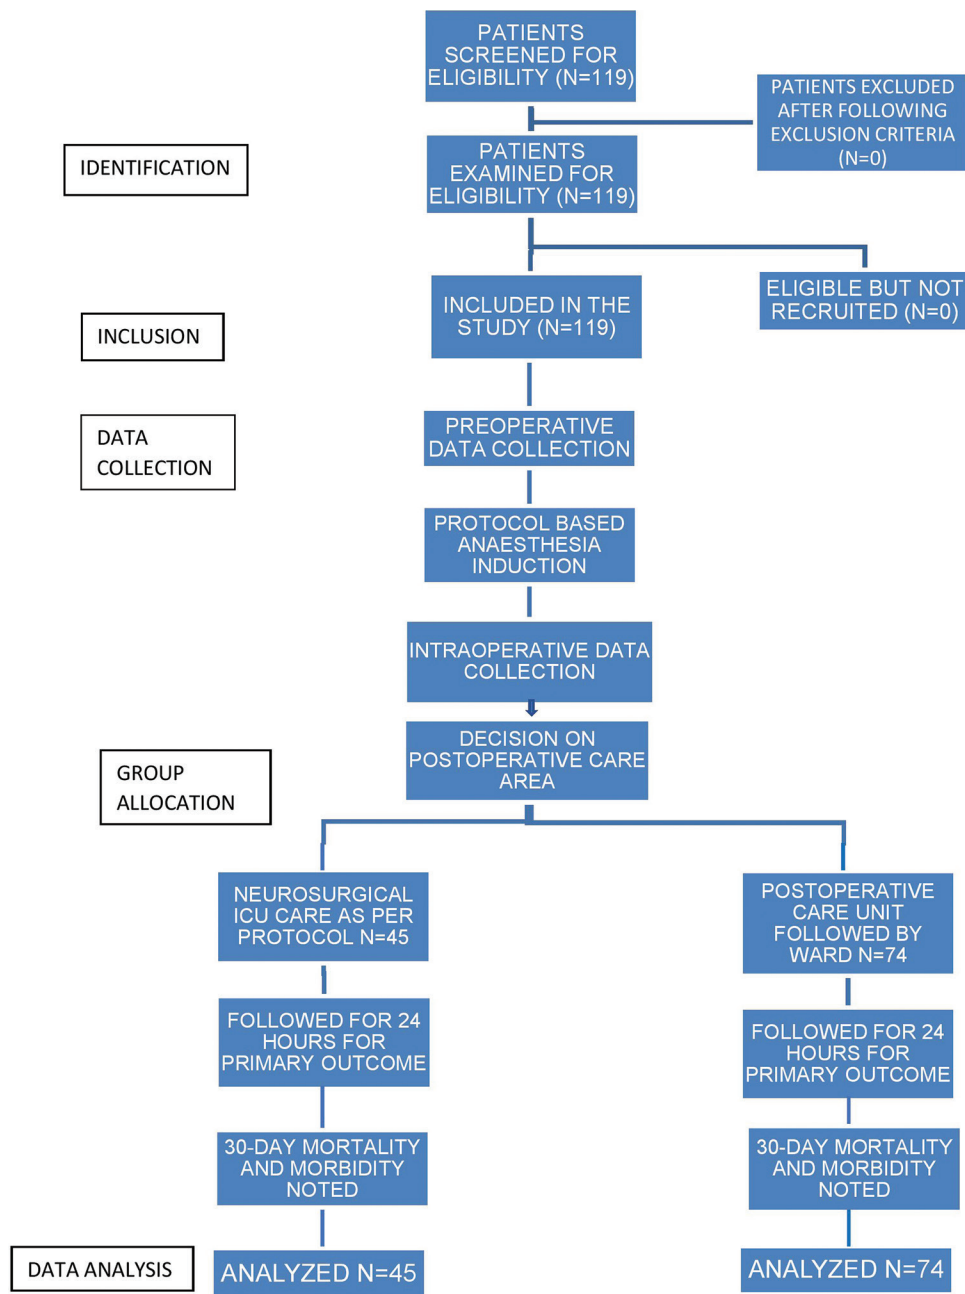 PATIENTS
SCREENED FOR
ELIGIBILITY (N=119)
PATIENTS EXCLUDED
AFTER FOLLOWING
EXCLUSION CRITERIA
(N=0)
IDENTIFICATION
PATIENTS
EXAMINED FOR
ELIGIBILITY (N=119)
ELIGIBLE BUT NOT
RECRUITED (N=0)
INCLUSION
INCLUDED IN THE
STUDY (N=119)
DATA
COLLECTION
PREOPERATIVE
DATA COLLECTION
PROTOCOL BASED
ANAESTHESIA
INDUCTION
INTRAOPERATIVE DATA
COLLECTION
GROUP
ALLOCATION
DECISION ON
POSTOPERATIVE CARE
AREA
NEUROSURGICAL
ICU CARE AS PER
PROTOCOL N=45
POSTOPERATIVE
CARE UNIT
FOLLOWED BY
WARD N=74
FOLLOWED FOR 24
HOURS FOR
PRIMARY OUTCOME
FOLLOWED FOR 24
HOURS FOR
PRIMARY OUTCOME
30-DAY MORTALITY
AND MORBIDITY
NOTED
30-DAY MORTALITY
AND MORBIDITY
NOTED
DATA ANALYSIS
ANALYZED N=45
ANALYZED N=74